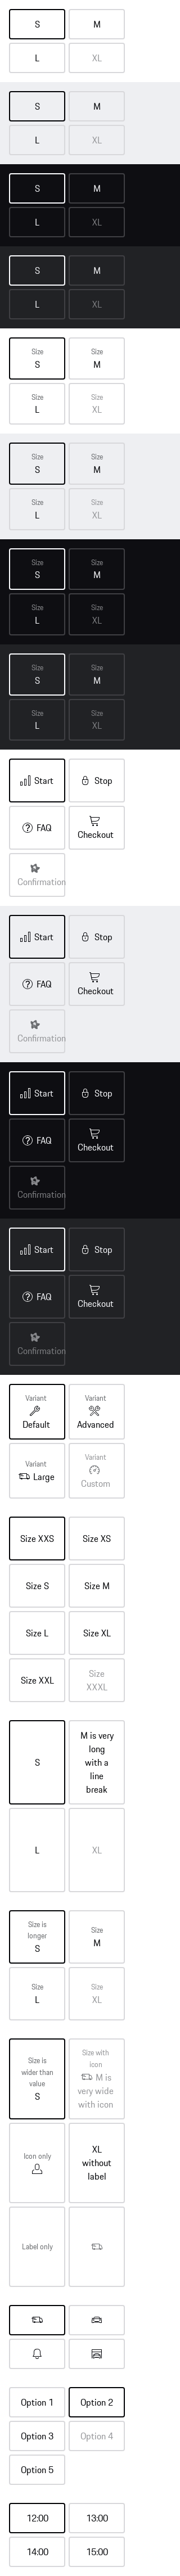 S M
L XL
S M
L XL
S M
L XL
S M
L XL
Size Size
S M
Size Size
L XL
Size Size
S M
Size Size
L XL
Size Size
S M
Size Size
L XL
Size Size
S M
Size Size
L XL
Start Stop
FAQ
Checkout
Confirmation
Start Stop
FAQ
Checkout
Confirmation
Start Stop
FAQ
Checkout
Confirmation
Start Stop
FAQ
Checkout
Confirmation
Variant Variant
Default Advanced
Variant
Large
Variant
Custom
Size XXS Size XS
Size S Size M
Size L Size XL
Size XXL
Size
XXXL
S
M is very
long
with a
line
break
L XL
Size is
longer
S
Size
M
Size Size
L XL
Size is
wider than
value
S
Size with
icon
M is
very wide
with icon
Icon only
XL
without
label
Label only
Option 1 Option 2
Option 3 Option 4
Option 5
12:00 13:00
14:00 15:00